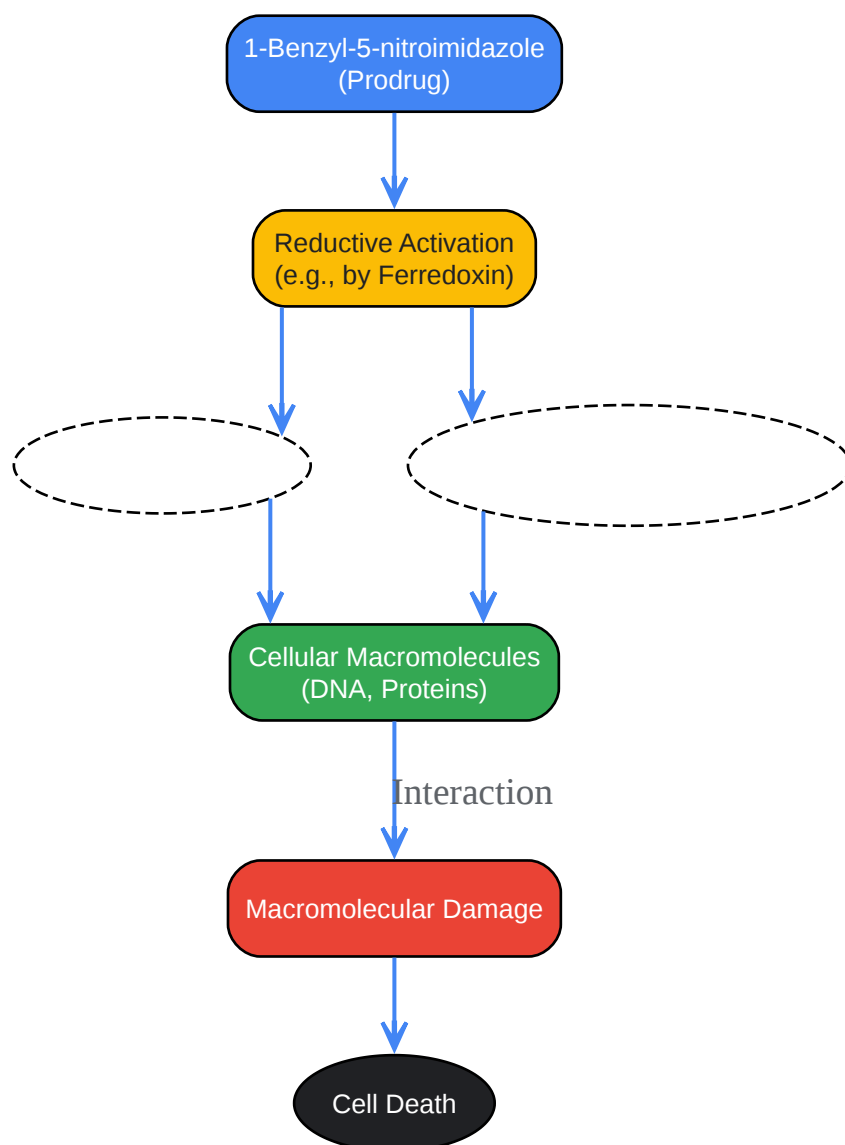 1-Benzyl-5-nitroimidazole
(Prodrug)
Reductive Activation
(e.g., by Ferredoxin)
Cellular Macromolecules
(DNA, Proteins)
Interaction
Macromolecular Damage
Cell Death